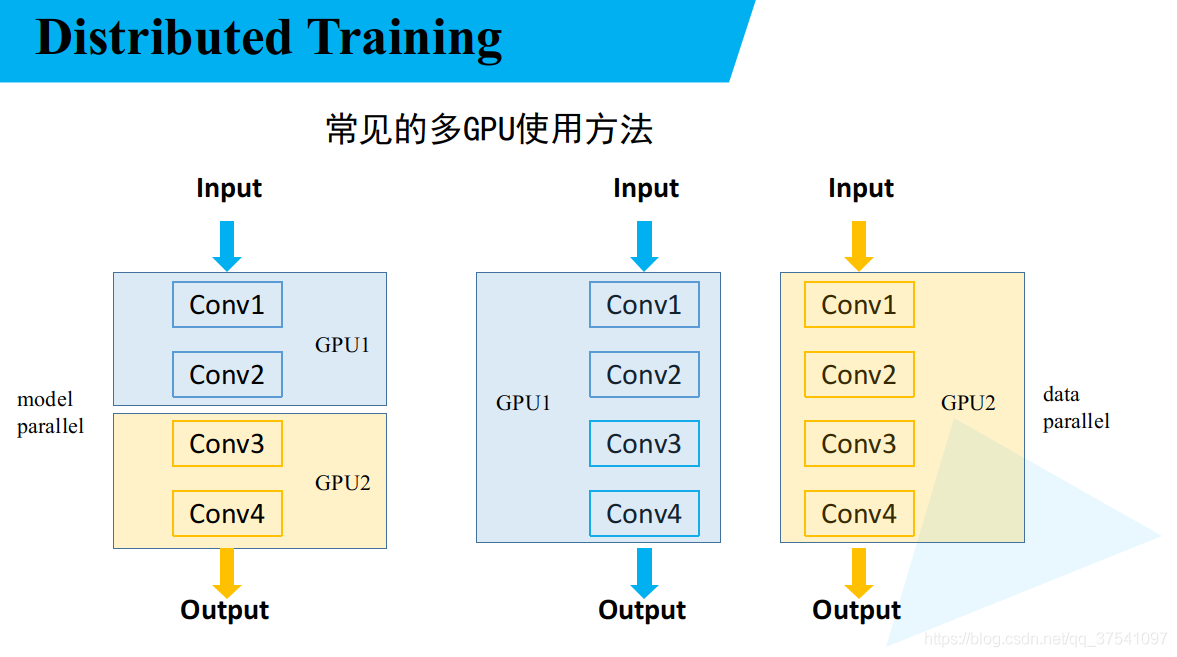 Distributed Training
常见的多GPU使用方法
Input
Conv1
Conv2
GPU1
model
parallel
Conv3
Conv4
GPU2
Output
Input
GPU1
Conv1
Conv2
Conv3
Conv4
Output
Input
Conv1
Conv2
Conv3
Conv4
GPU2
Output
data
parallel
https://blog.csdn.net/qq_37541097